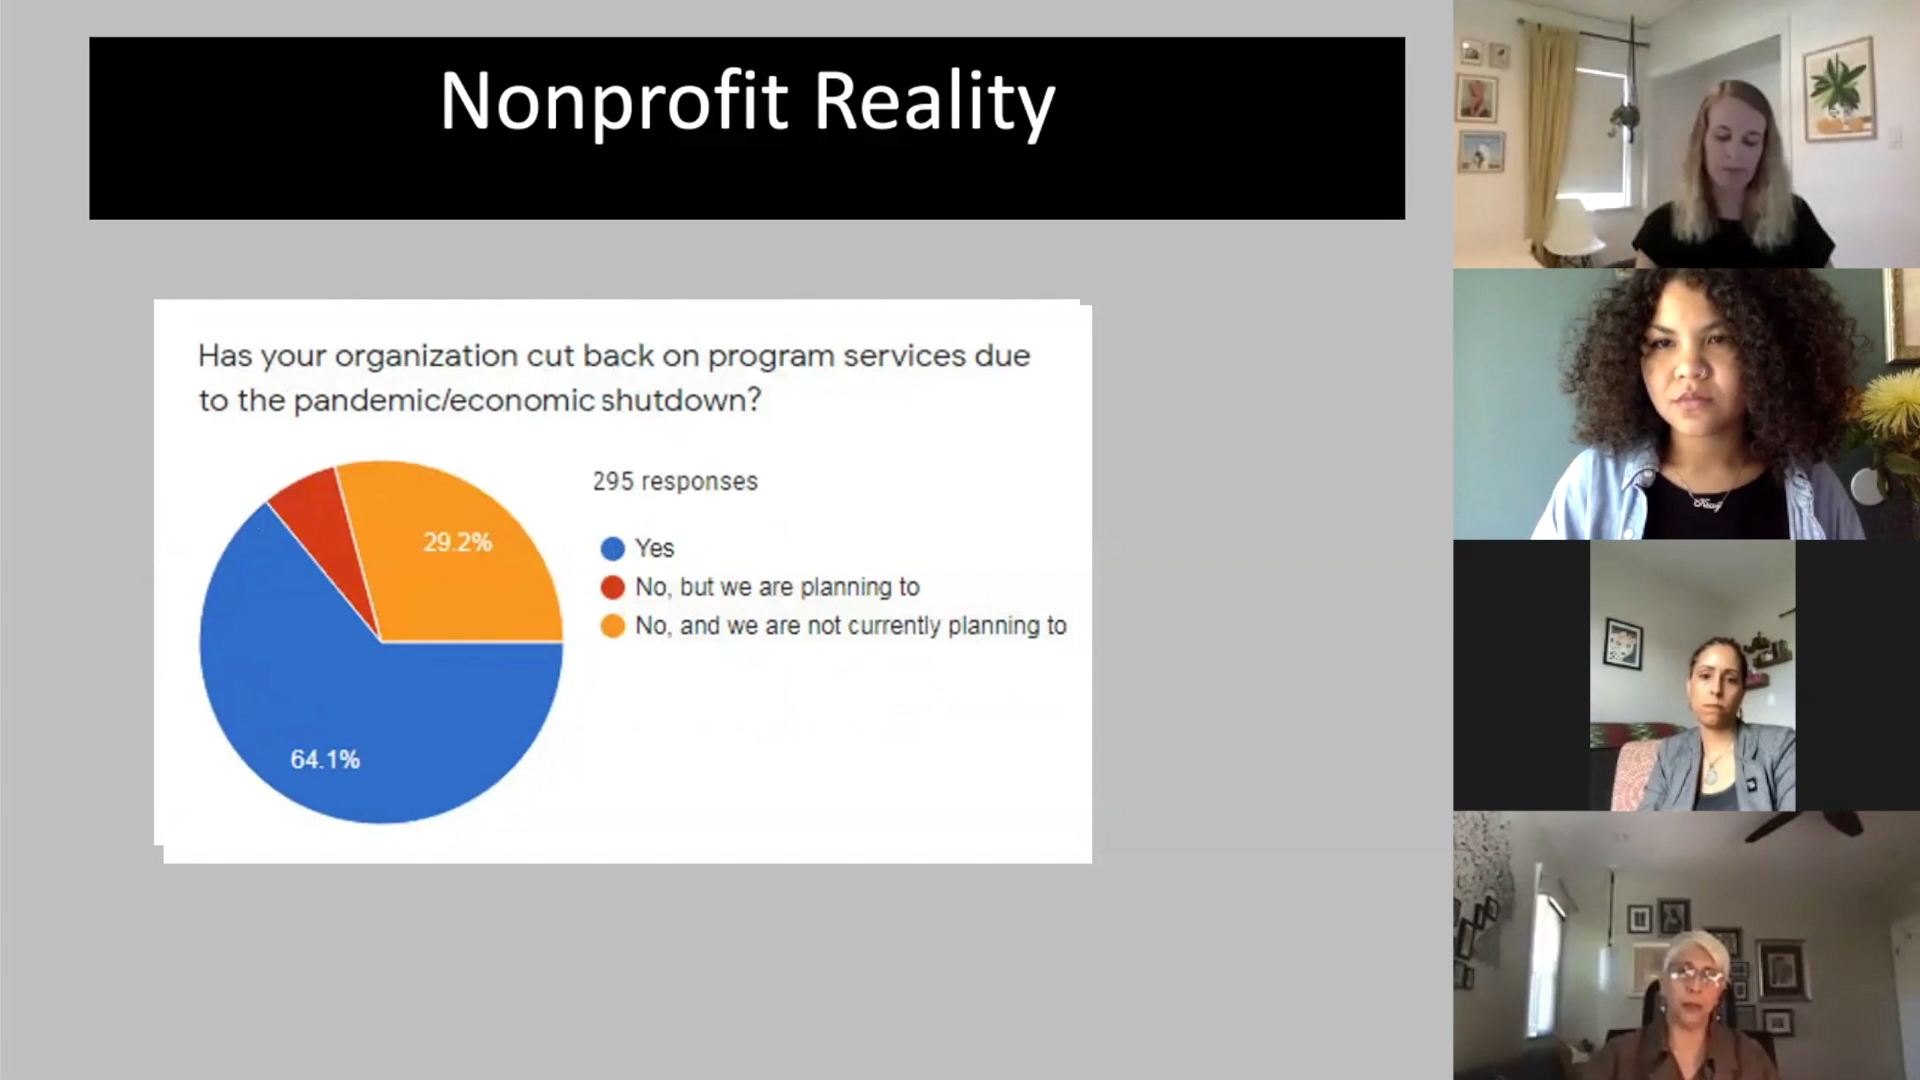 Nonprofit Reality
Has your organization cut back on program services due
to the pandemic/economic shutdown?
295 responses
Yes
No, but we are planning to
No, and we are not currently planning to
29.2%
64.1%